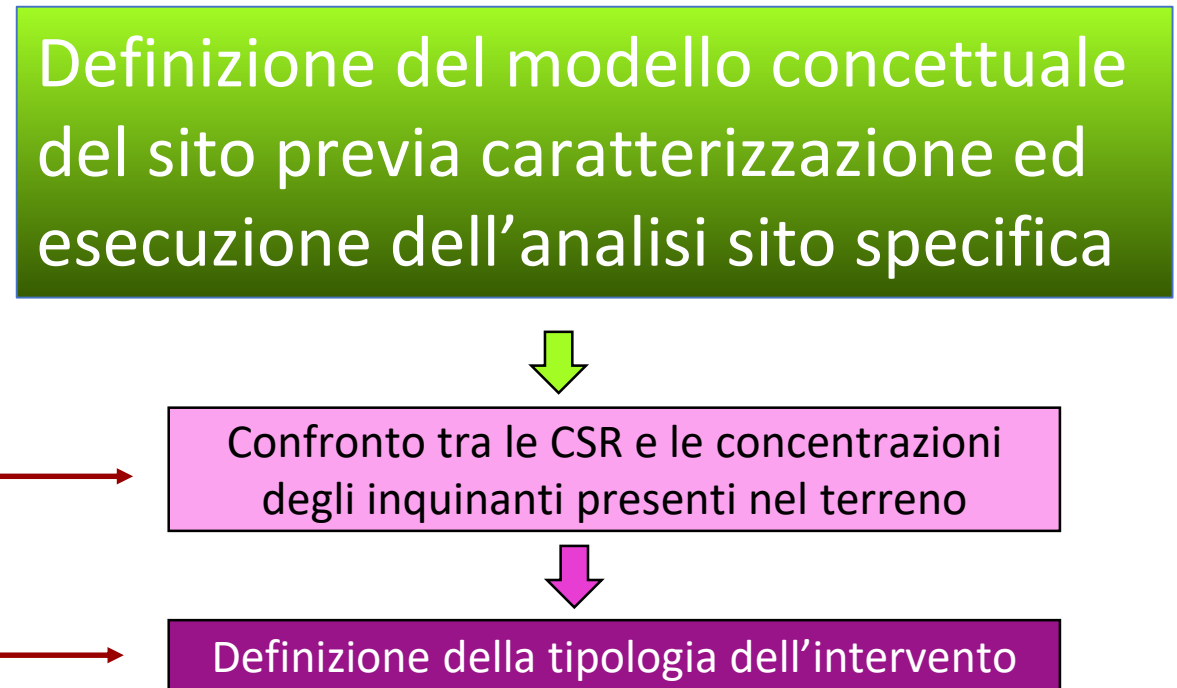 Definizione del modello concettuale
del sito previa caratterizzazione ed
esecuzione dell’analisi sito specifica
Confronto tra le CSR e le concentrazioni
degli inquinanti presenti nel terreno
Definizione della tipologia dell’intervento